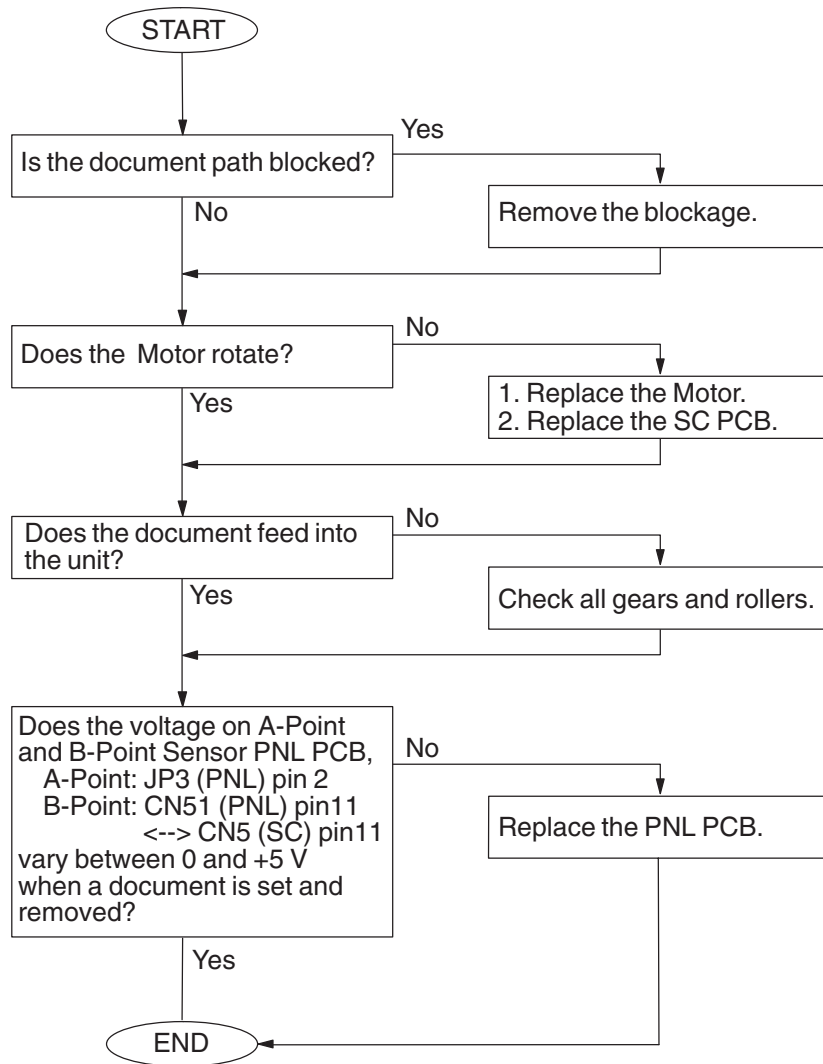 START
Is the document path blocked?
Yes
No
Remove the blockage.
Does the Motor rotate?
No
Yes
1. Replace the Motor.
2. Replace the SC PCB.
Does the document feed into
the unit?
No
Yes
Check all gears and rollers.
Does the voltage on A-Point
and B-Point Sensor PNL PCB,
A-Point: JP3 (PNL) pin 2
B-Point: CN51 (PNL) pin11
<--> CN5 (SC) pin11
vary between 0 and +5 V
when a document is set and
removed?
No
Yes
Replace the PNL PCB.
END